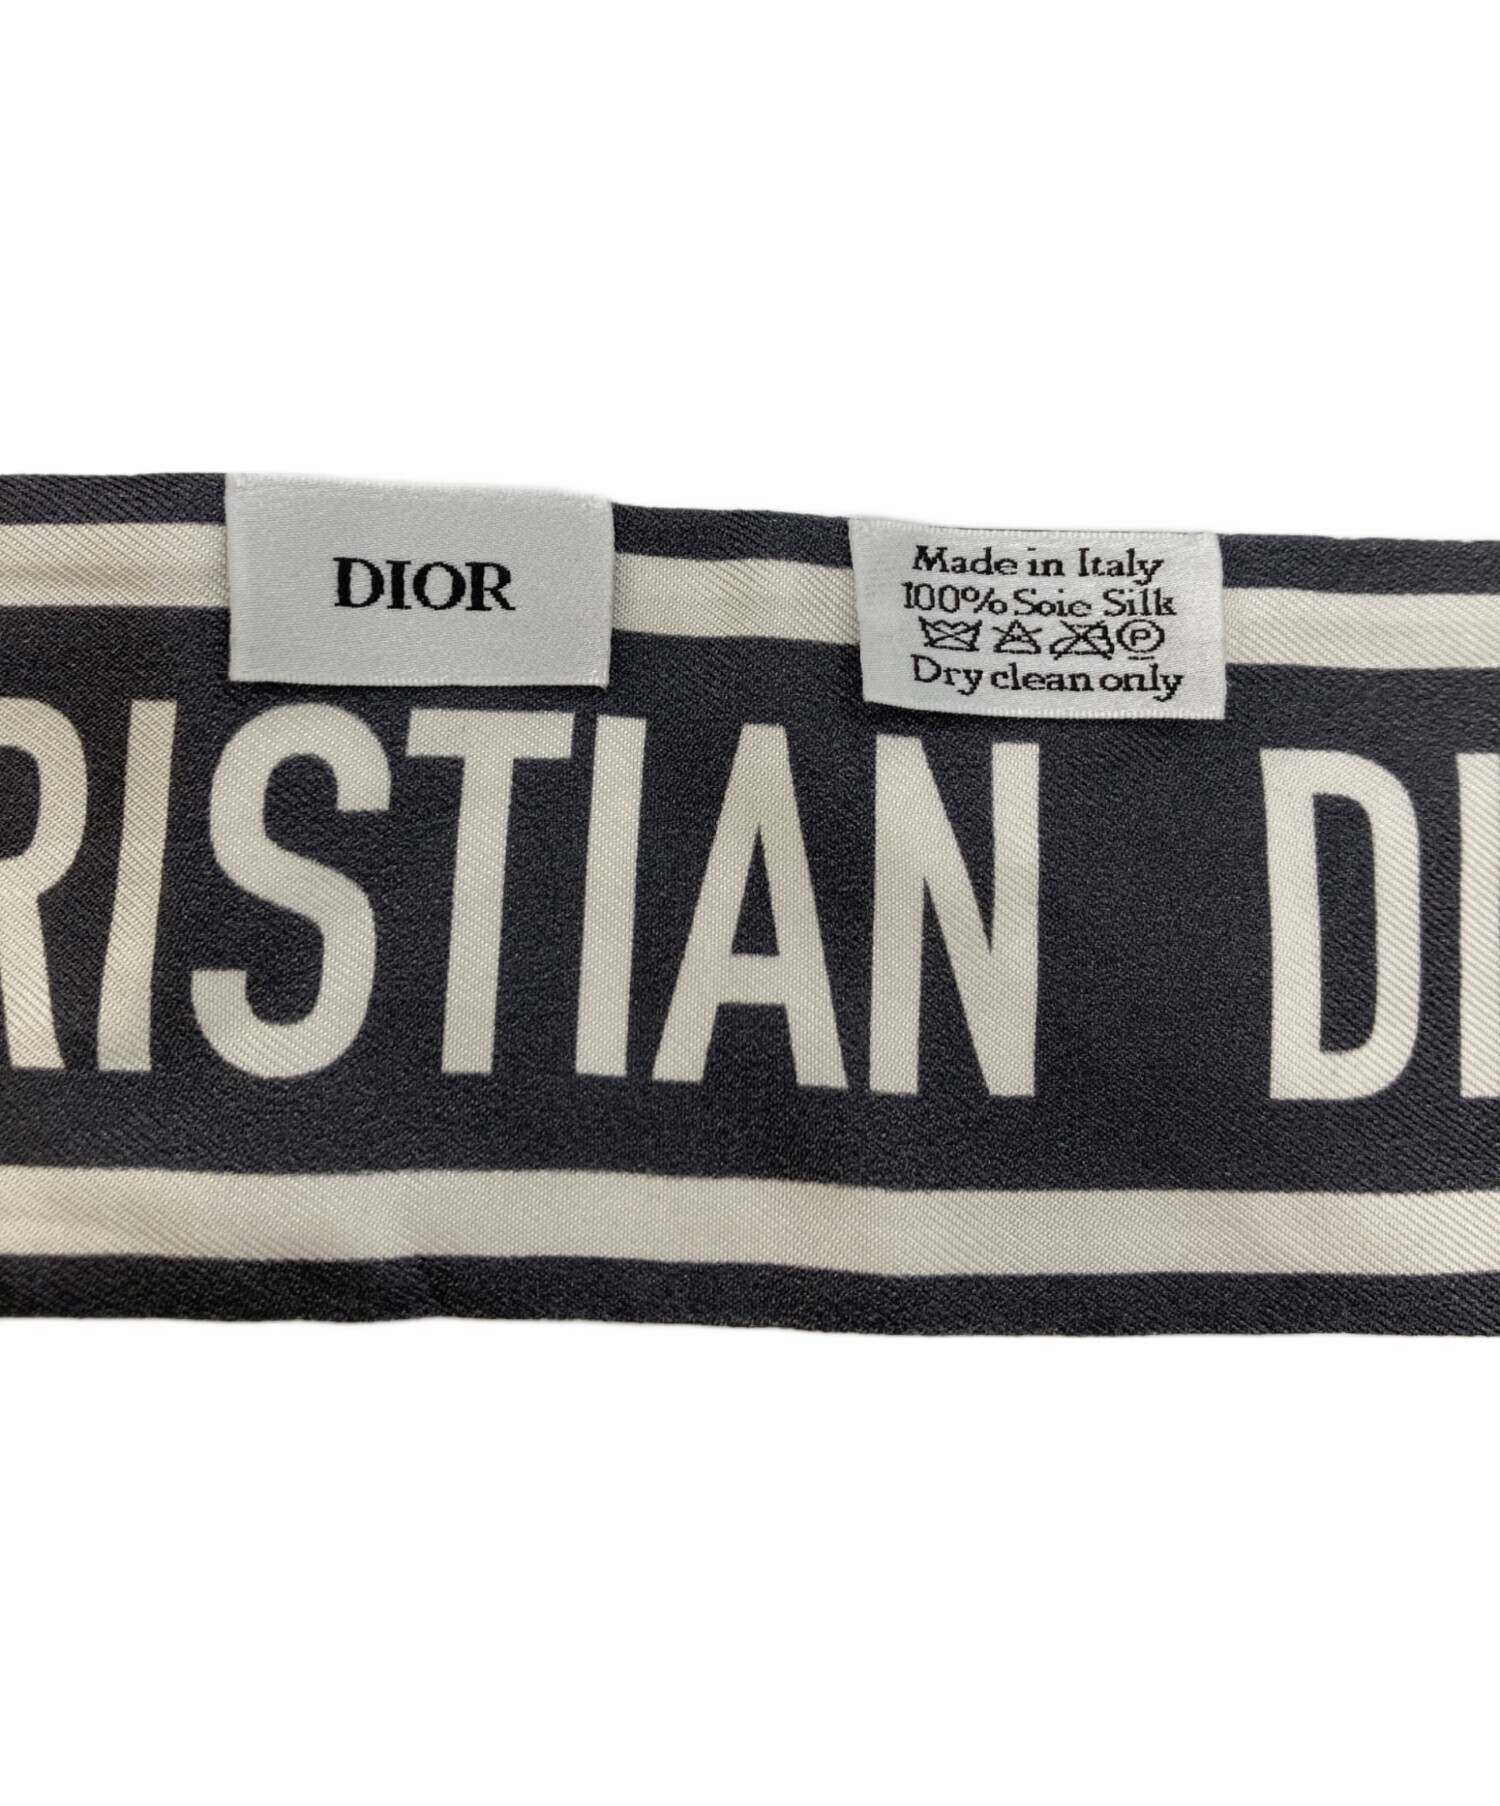 DIOR
Made in Italy
100% Soie Silk
P
Dry clean only
RISTIAN DI